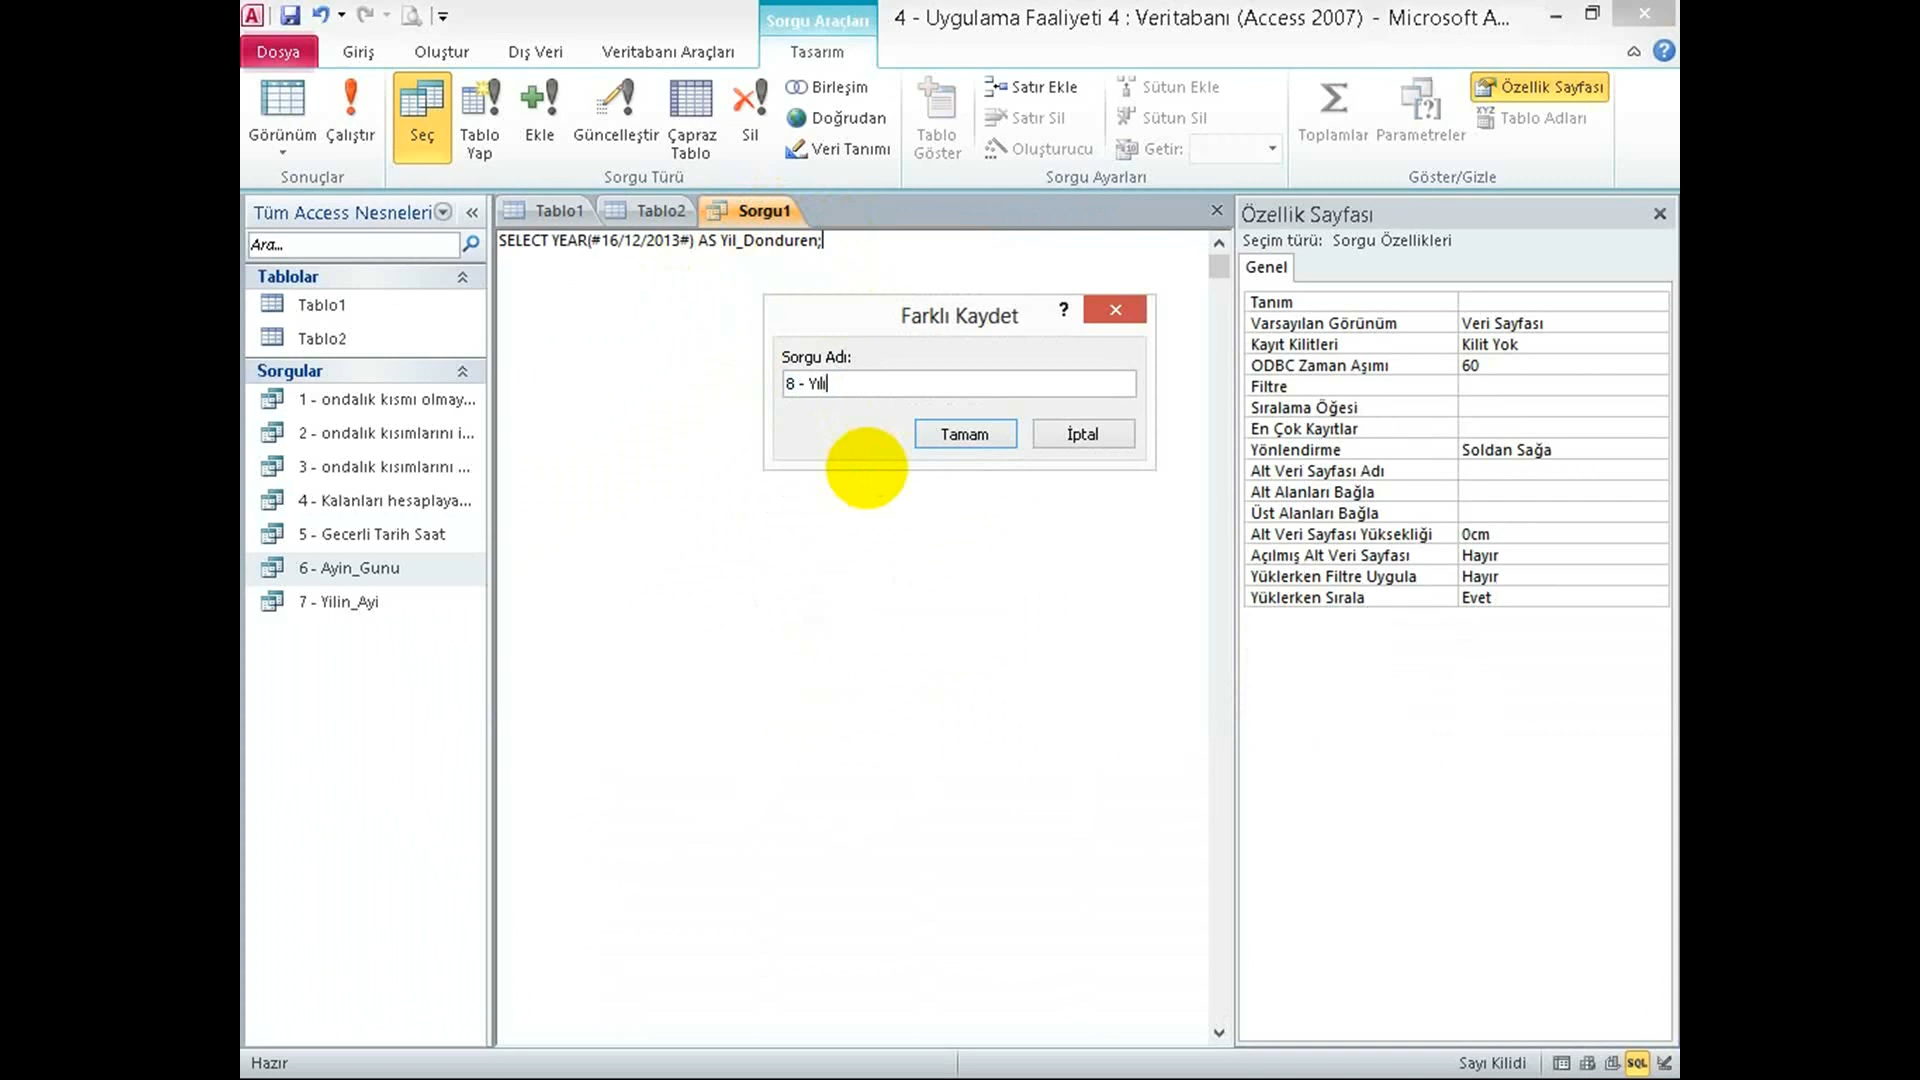 Sorgu Araçları
4 - Uygulama Faaliyeti 4 : Veritabanı (Access 2007) - Microsoft A...
Dosya
Giriş
Oluştur
Dış Veri
Veritabanı Araçları
Tasarım
Görünüm
Çalıştır
Seç
Tablo Yap
Ekle
Güncelleştir
Çapraz Tablo
Sil
Birleşim
Doğrudan
Veri Tanımı
Tablo Göster
Satır Ekle
Satır Sil
Oluşturucu
Sütun Ekle
Sütun Sil
Getir:
Toplamlar
Parametreler
Özellik Sayfası
XYZ Tablo Adları
Sonuçlar
Sorgu Türü
Sorgu Ayarları
Göster/Gizle
Tüm Access Nesneleri
Ara...
Tablolar
Tablo1
Tablo2
Sorgular
1 - ondalık kısmı olmay...
2 - ondalık kısımlarını i...
3 - ondalık kısımlarını ...
4 - Kalanları hesaplaya...
5 - Gecerli Tarih Saat
6 - Ayin_Gunu
7 - Yilin_Ayi
Tablo1
Tablo2
Sorgu1
SELECT YEAR(#16/12/2013#) AS Yil_Donduren;
Farklı Kaydet
?
Sorgu Adı:
8 - Yılı
Tamam
İptal
Özellik Sayfası
Seçim türü: Sorgu Özellikleri
Genel
Tanım
Varsayılan Görünüm Veri Sayfası
Kayıt Kilitleri Kilit Yok
ODBC Zaman Aşımı 60
Filtre
Sıralama Öğesi
En Çok Kayıtlar
Yönlendirme Soldan Sağa
Alt Veri Sayfası Adı
Alt Alanları Bağla
Üst Alanları Bağla
Alt Veri Sayfası Yüksekliği 0cm
Açılmış Alt Veri Sayfası Hayır
Yüklerken Filtre Uygula Hayır
Yüklerken Sırala Evet
Hazır
Sayı Kilidi
SQL